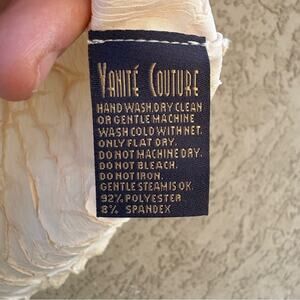 VANITÉ COUTURE
HAND WASH.DRY CLEAN
OR GENTLE MACHINE
WASH COLD WITH NET.
ONLY FLAT DRY.
DO NOT MACHINE DRY.
DO NOT BLEACH.
DO NOT IRON.
GENTLE STEAM IS OK.
92% POLYESTER
8% SPANDEX